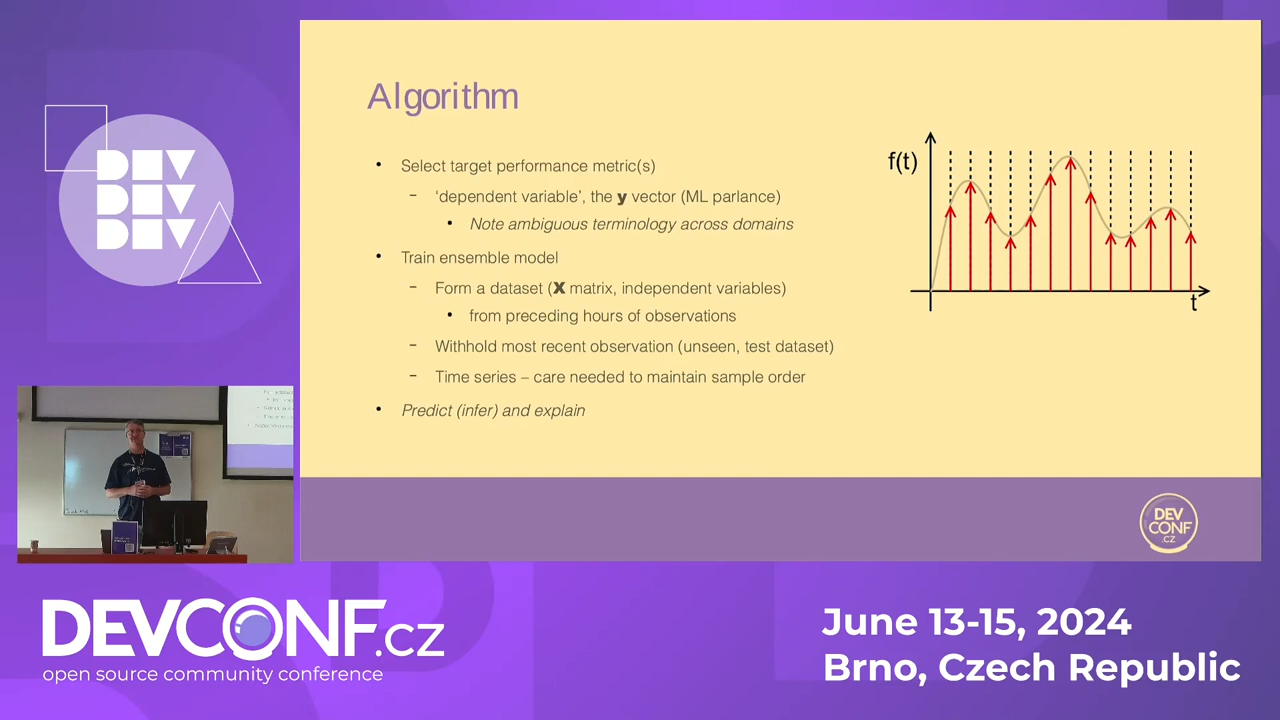 DEV
DEV
DEV
Algorithm
• Select target performance metric(s)
– 'dependent variable', the y vector (ML parlance)
• Note ambiguous terminology across domains
• Train ensemble model
– Form a dataset (X matrix, independent variables)
• from preceding hours of observations
– Withhold most recent observation (unseen, test dataset)
– Time series – care needed to maintain sample order
• Predict (infer) and explain
f(t)
t
DEV
CONF
.CZ
DEVCONF.cz
open source community conference
June 13-15, 2024
Brno, Czech Republic